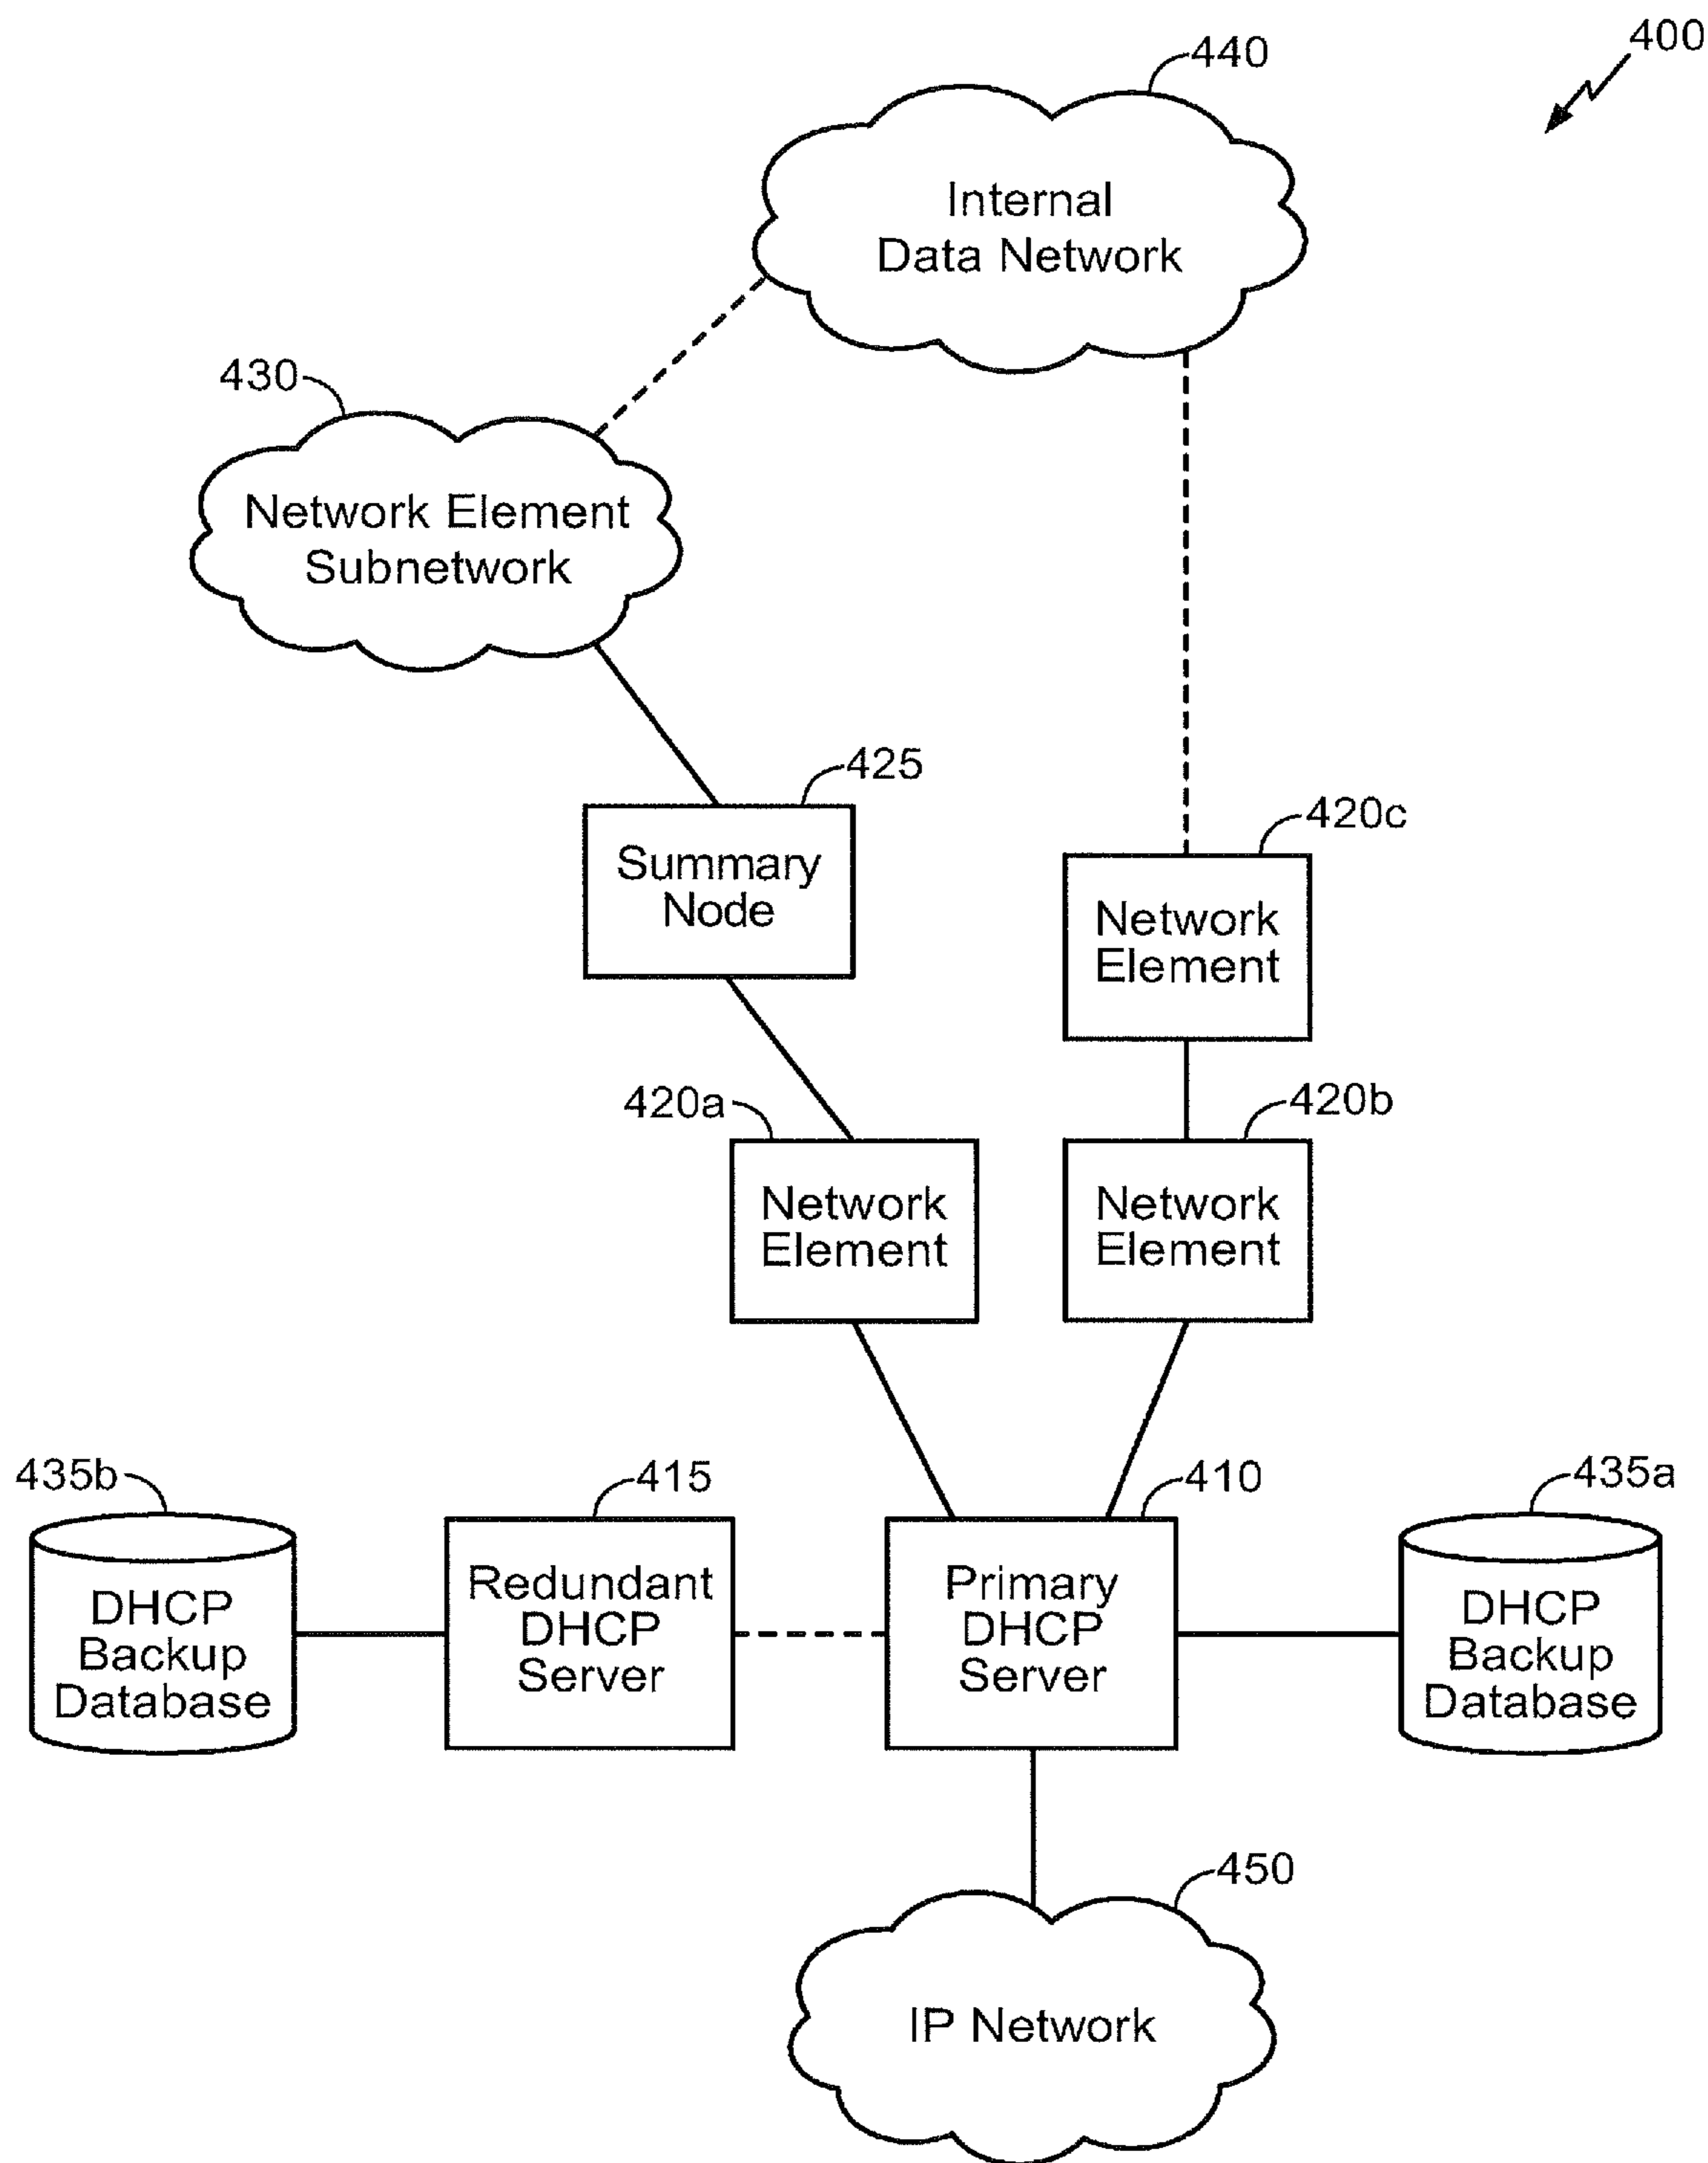 400
440
Internal
Data Network
430
Network Element
Subnetwork
425
Summary
Node
420c
Network
Element
420a
Network
Element
420b
Network
Element
435b
DHCP
Backup
Database
415
Redundant
DHCP
Server
410
Primary
DHCP
Server
435a
DHCP
Backup
Database
450
IP Network